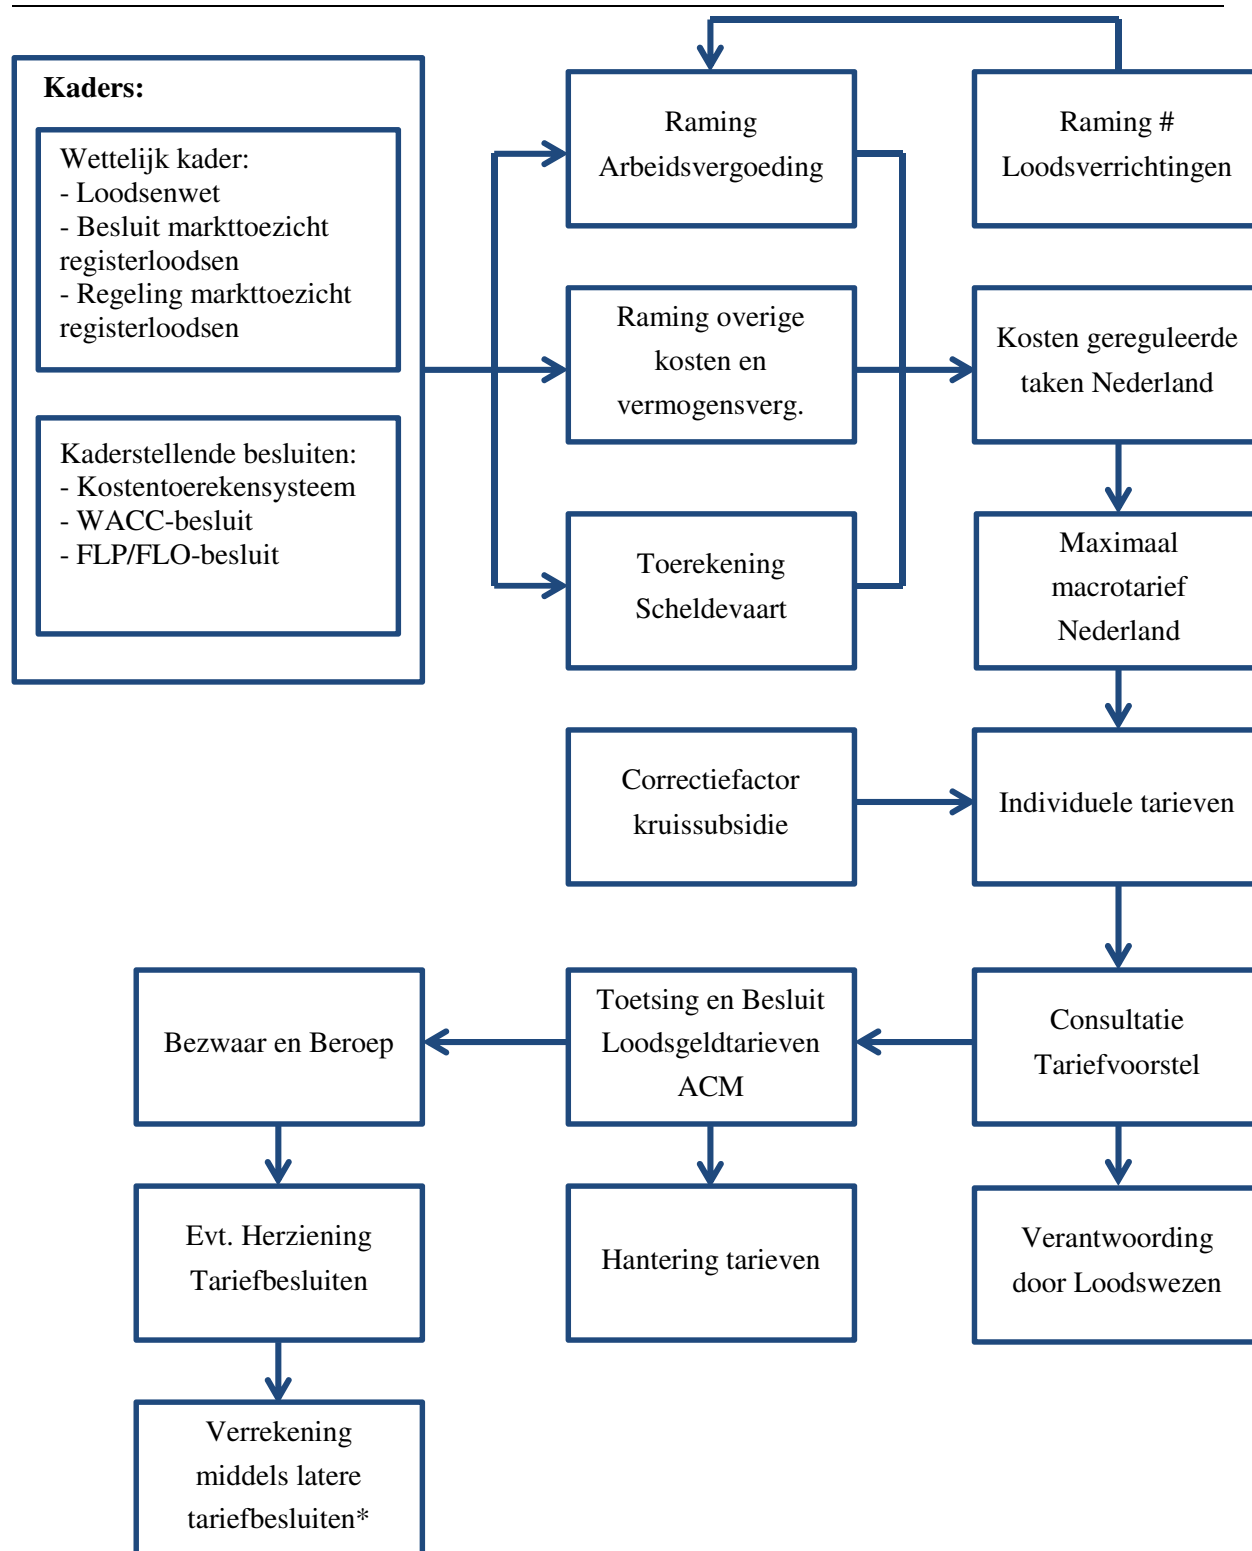 Kaders:
Wettelijk kader:
- Loodsenwet
- Besluit markttoezicht
registerloodsen
- Regeling markttoezicht
registerloodsen
Kaderstellende besluiten:
- Kostentoerekensysteem
- WACC-besluit
- FLP/FLO-besluit
Raming
Arbeidsvergoeding
Raming #
Loodsverrichtingen
Raming overige
kosten en
vermogensverg.
Kosten gereguleerde
taken Nederland
Toerekening
Scheldevaart
Maximaal
macrotarief
Nederland
Correctiefactor
kruissubsidie
Individuele tarieven
Bezwaar en Beroep
Toetsing en Besluit
Loodsgeldtarieven
ACM
Consultatie
Tariefvoorstel
Evt. Herziening
Tariefbesluiten
Hantering tarieven
Verantwoording
door Loodswezen
Verrekening
middels latere
tariefbesluiten*